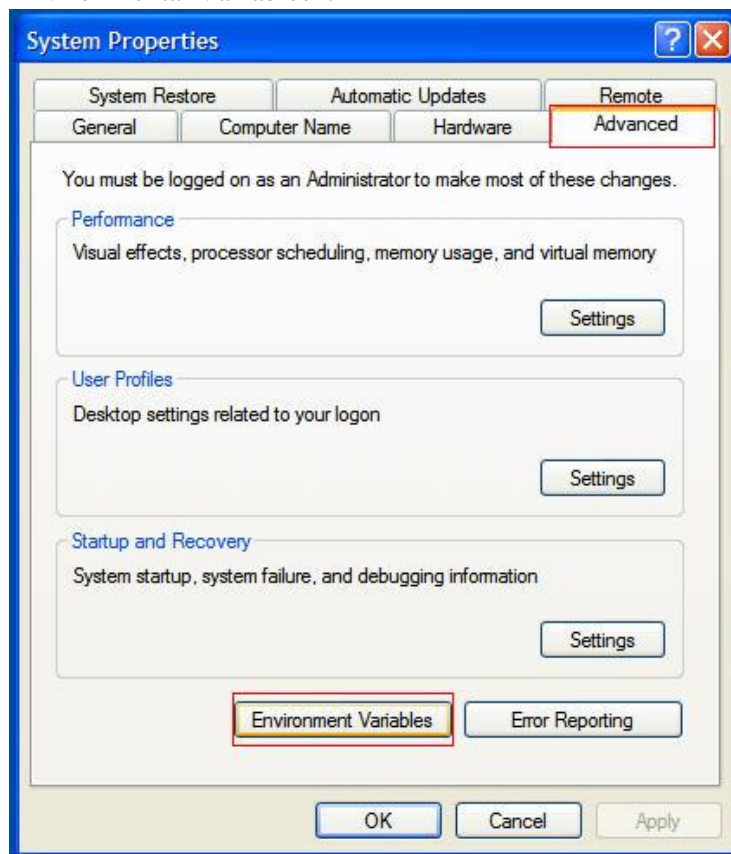 System Properties
System Restore Automatic Updates Remote
General Computer Name Hardware Advanced
You must be logged on as an Administrator to make most of these changes.
Performance
Visual effects, processor scheduling, memory usage, and virtual memory
Settings
User Profiles
Desktop settings related to your logon
Settings
Startup and Recovery
System startup, system failure, and debugging information
Settings
Environment Variables Error Reporting
OK Cancel Apply